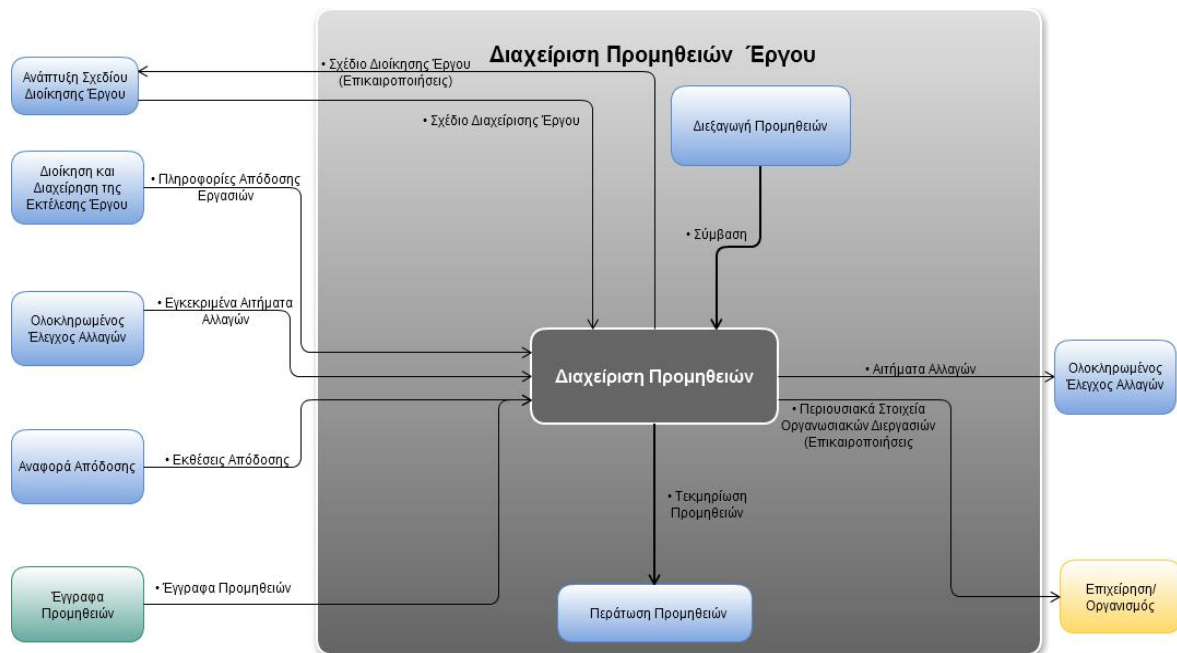 Διαχείριση Προμηθειών Έργου
Ανάπτυξη Σχεδίου
Διοίκησης Έργου
• Σχέδιο Διοίκησης Έργου
(Επικαιροποιήσεις)
• Σχέδιο Διαχείρισης Έργου
Διεξαγωγή Προμηθειών
Διοίκηση και
Διαχείρηση της
Εκτέλεσης Έργου
• Πληροφορίες Απόδοσης
Εργασιών
• Σύμβαση
Ολοκληρωμένος
Έλεγχος Αλλαγών
• Εγκεκριμένα Αιτήματα
Αλλαγών
Διαχείριση Προμηθειών
• Αιτήματα Αλλαγών
Ολοκληρωμένος
Έλεγχος Αλλαγών
• Περιουσιακά Στοιχεία
Οργανωσιακών Διεργασιών
(Επικαιροποιήσεις
Αναφορά Απόδοσης
• Εκθέσεις Απόδοσης
• Τεκμηρίωση
Προμηθειών
Έγγραφα
Προμηθειών
• Έγγραφα Προμηθειών
Περάτωση Προμηθειών
Επιχείρηση/
Οργανισμός